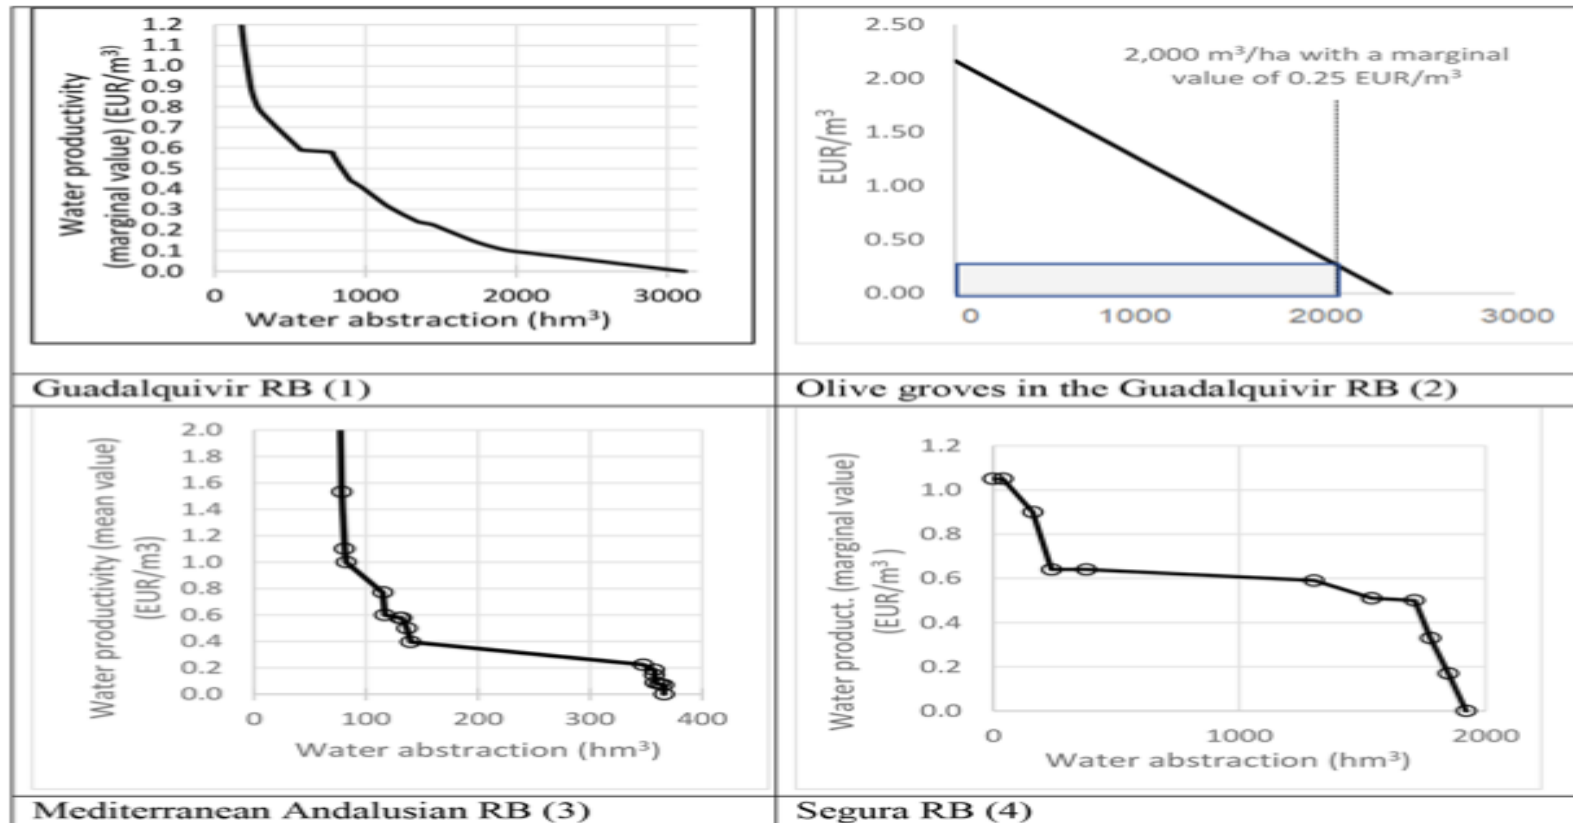 Water productivity
(marginal value) (EUR/m³)
1.2
1.1
1.0
0.9
0.8
0.7
0.6
0.5
0.4
0.3
0.2
0.1
0.0
0 1000 2000 3000
Water abstraction (hm³)
Guadalquivir RB (1)
EUR/m³
2.50
2.00
1.50
1.00
0.50
0.00
2,000 m³/ha with a marginal
value of 0.25 EUR/m³
0 1000 2000 3000
Olive groves in the Guadalquivir RB (2)
Water productivity (mean value)
(EUR/m3)
2.0
1.8
1.6
1.4
1.2
1.0
0.8
0.6
0.4
0.2
0.0
0 100 200 300 400
Water abstraction (hm³)
Mediterranean Andalusian RB (3)
Water product. (marginal value)
(EUR/m³ )
1.2
1.0
0.8
0.6
0.4
0.2
0.0
0 1000 2000
Water abstraction (hm³)
Segura RB (4)